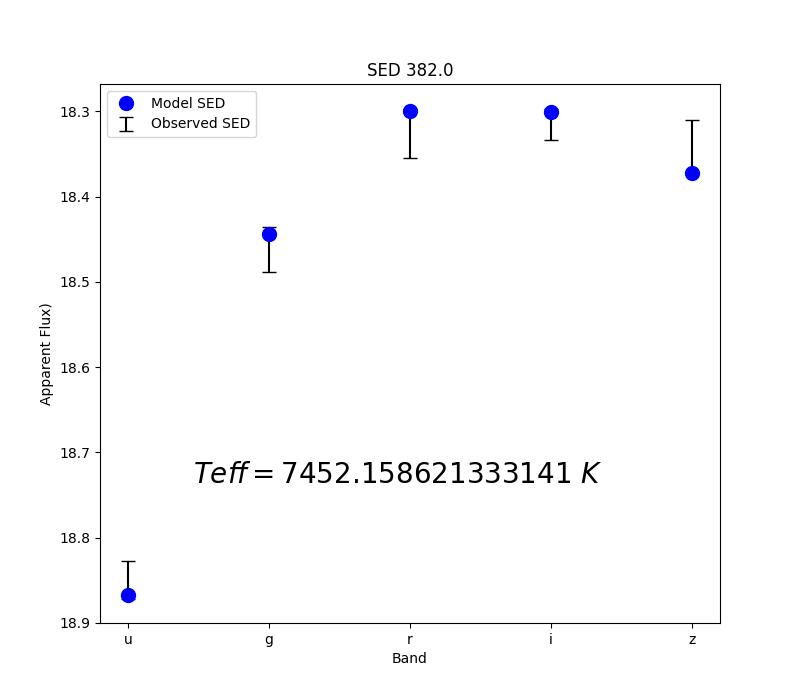 SED 382.0
Model SED
Observed SED
18.3
18.4
18.5
18.6
18.7
18.8
18.9
Apparent Flux)
Teff = 7452.158621333141 K
u g r i z
Band